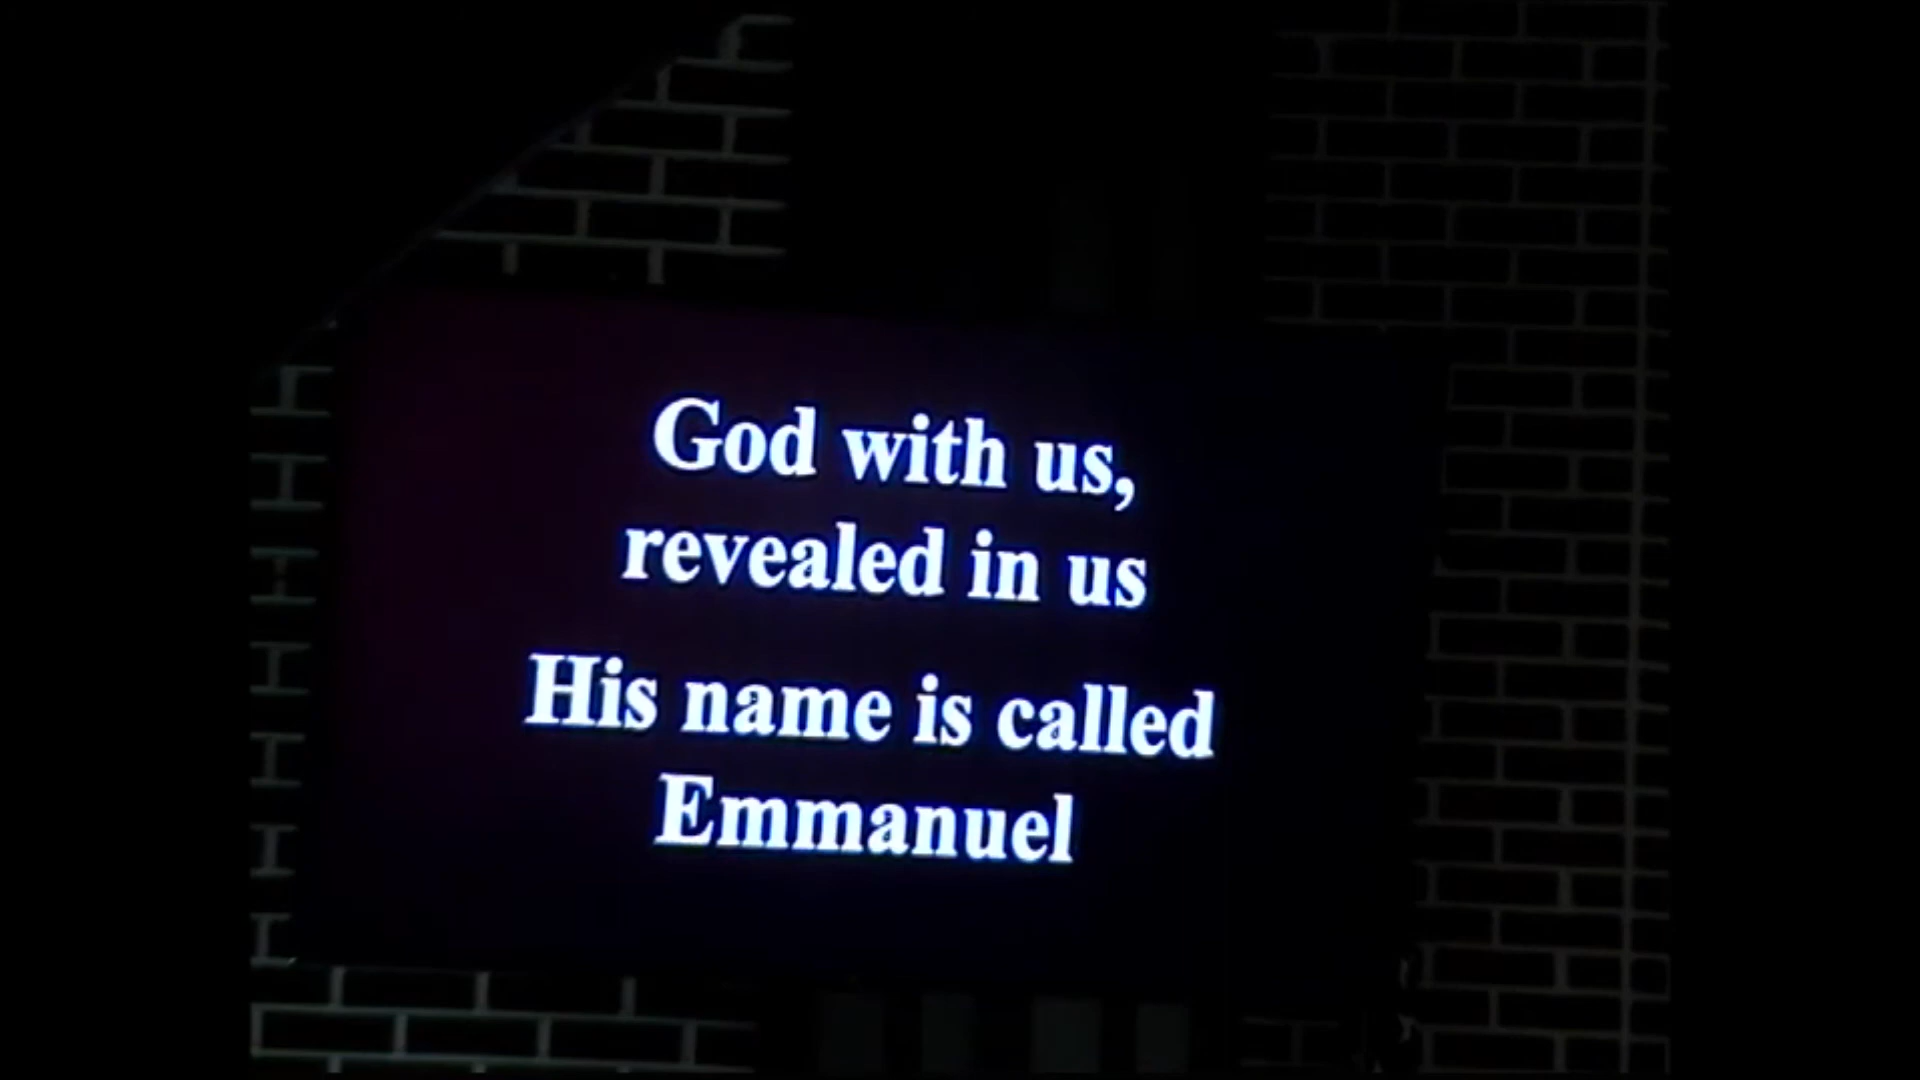 God with us,
revealed in us
His name is called
Emmanuel